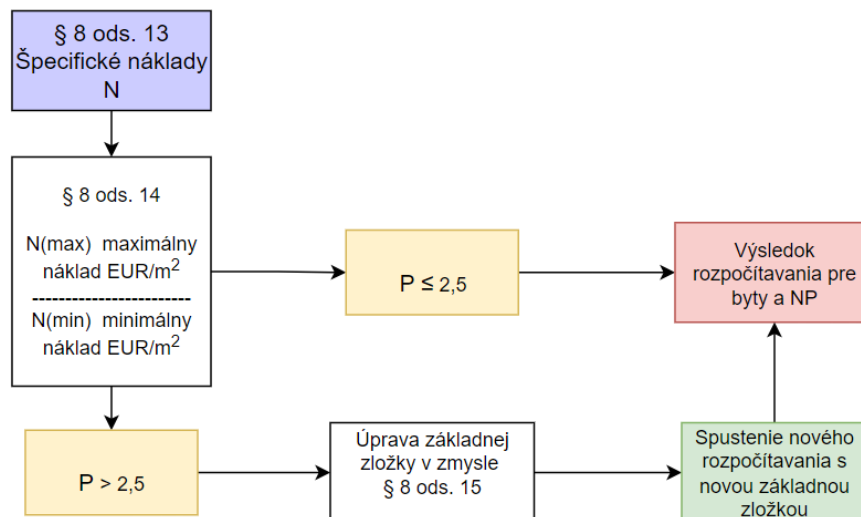 § 8 ods. 13
Špecifické náklady
N
§ 8 ods. 14
N(max) maximálny
náklad EUR/m²
------------------------
N(min) minimálny
náklad EUR/m²
P ≤ 2,5
Výsledok
rozpočítavania pre
byty a NP
P > 2,5
Úprava základnej
zložky v zmysle
§ 8 ods. 15
Spustenie nového
rozpočítavania s
novou základnou
zložkou